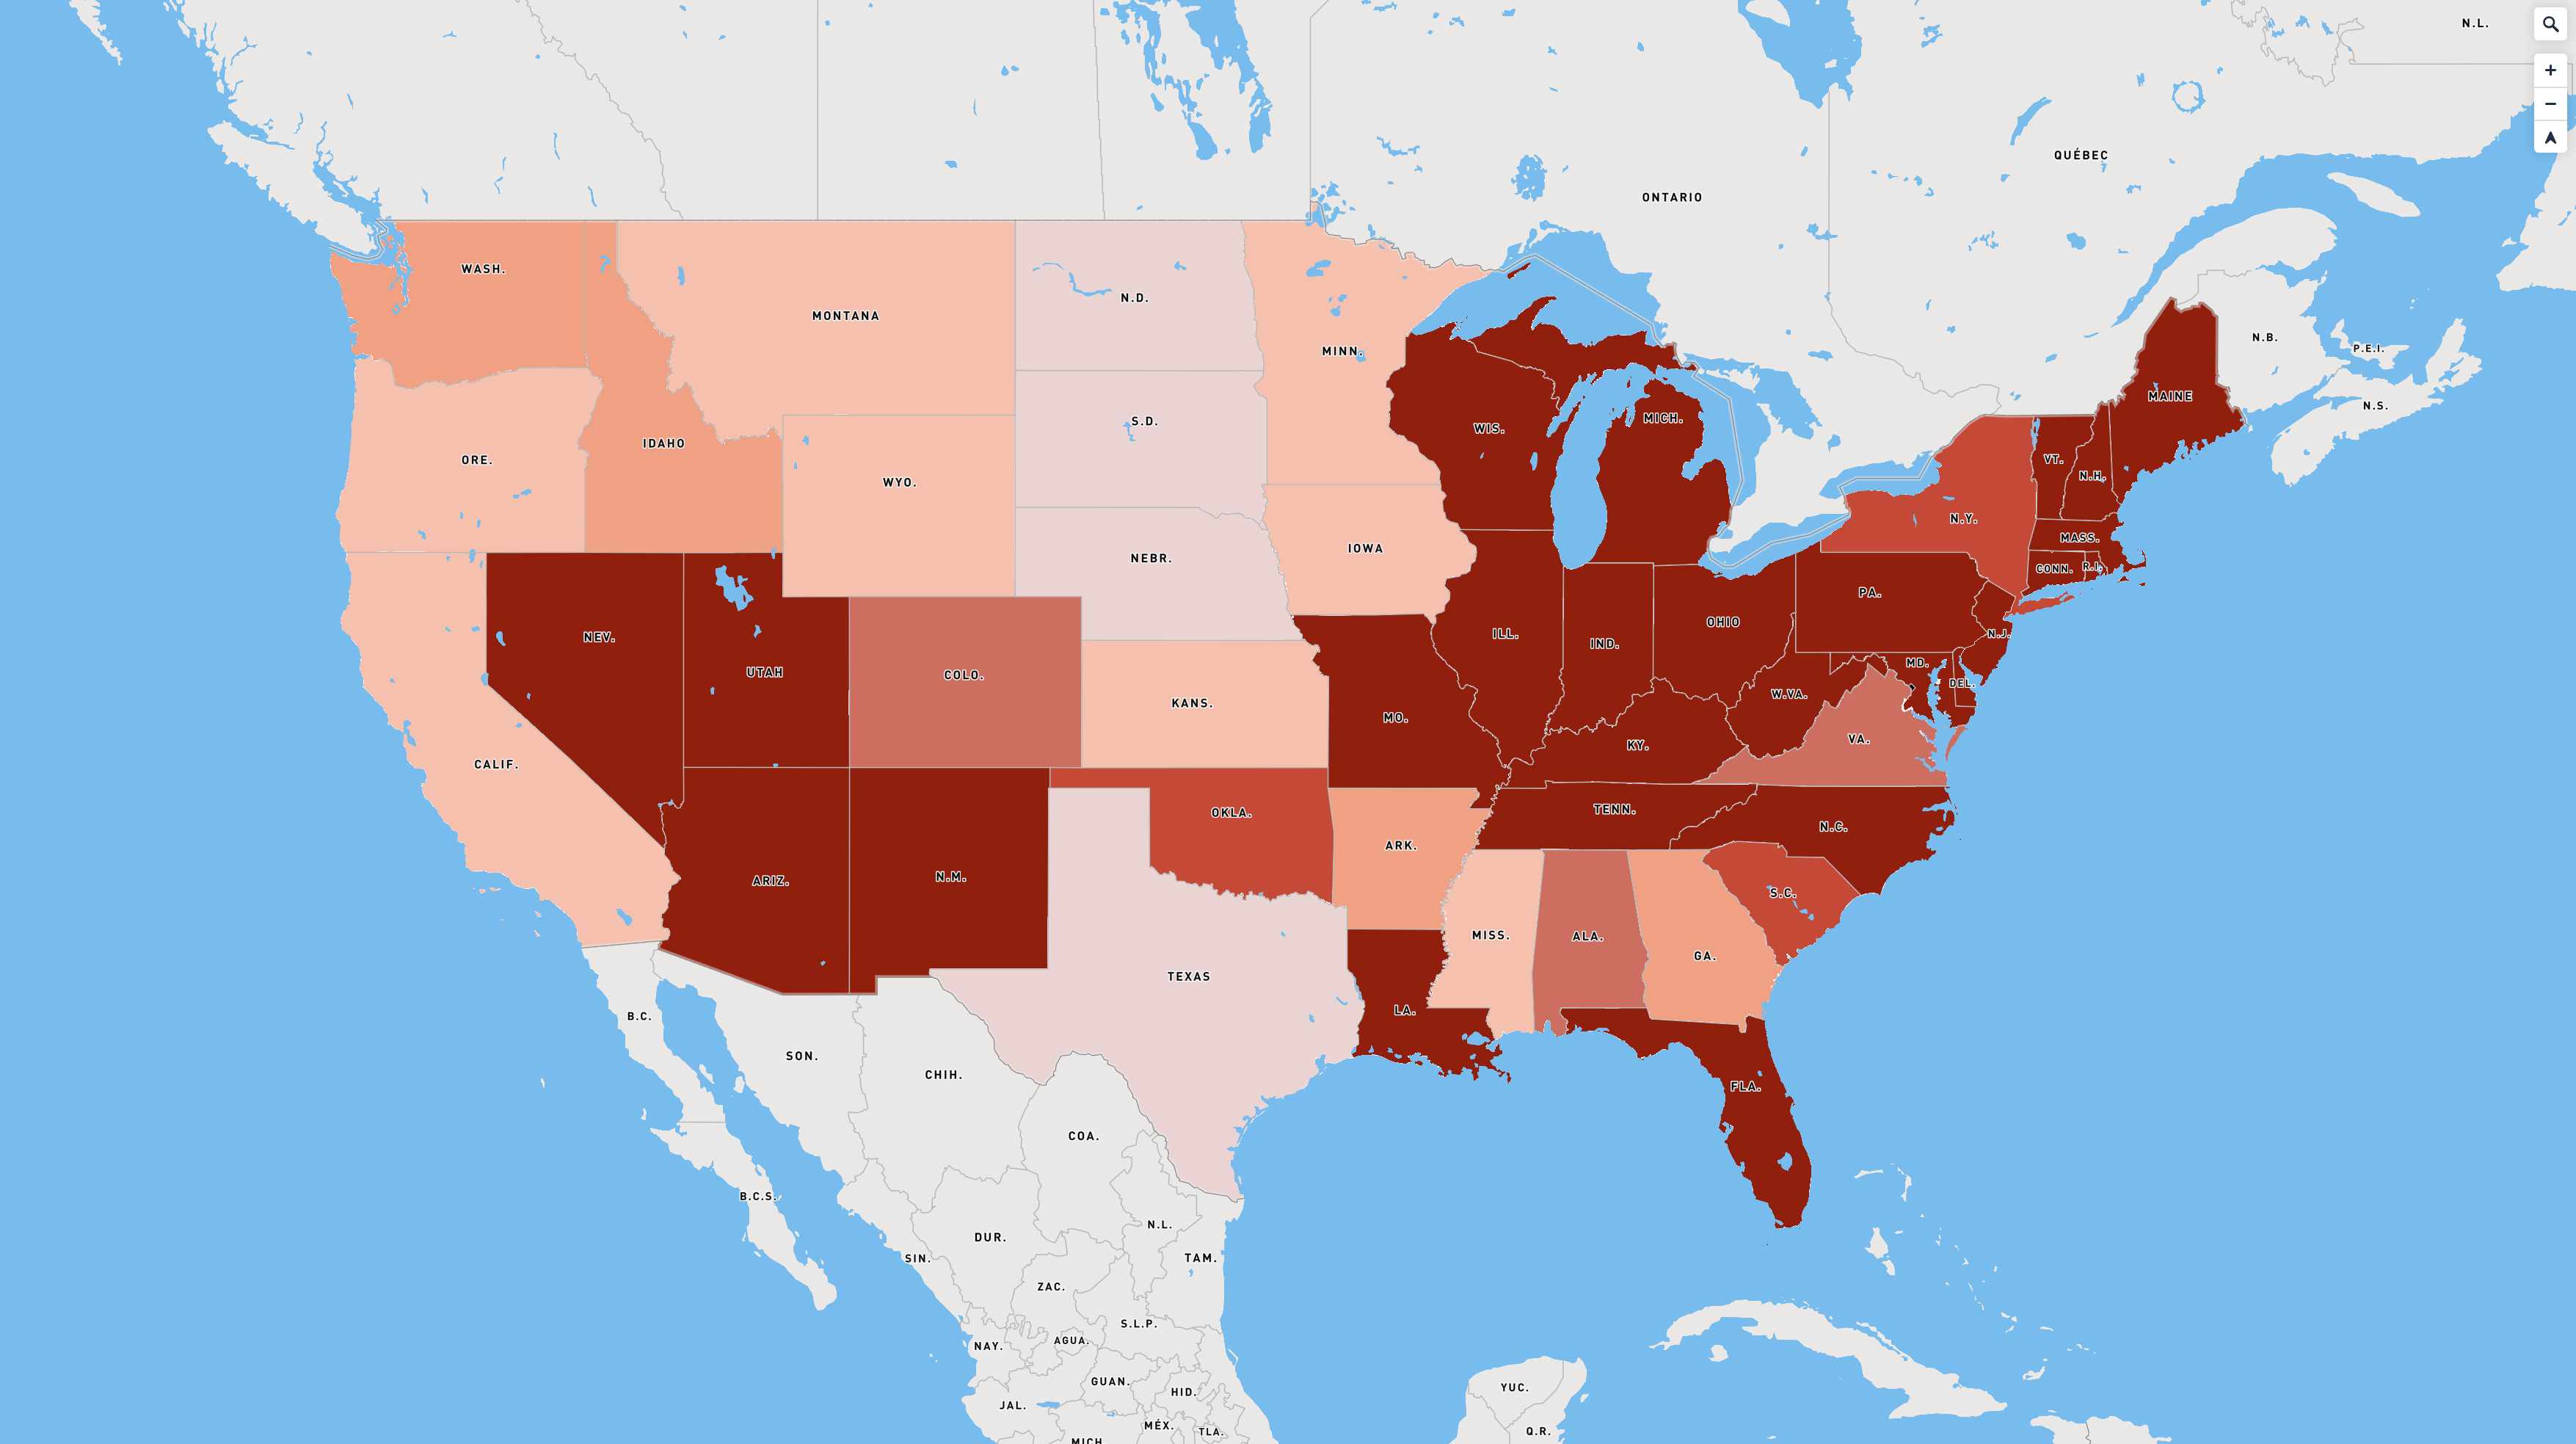 N.L.
+
−
QUÉBEC
ONTARIO
WASH.
N.D.
MONTANA
N.B.
MINN.
P.E.I.
MAINE
N.S.
S.D.
MICH.
WIS.
IDAHO
ORE.
VT.
N.H.
WYO.
N.Y.
MASS.
IOWA
NEBR.
CONN.
R.I.
PA.
OHIO
ILL.
N.J.
NEV.
IND.
MD.
UTAH
COLO.
DEL.
W.VA.
KANS.
MO.
VA.
KY.
CALIF.
TENN.
OKLA.
N.C.
ARK.
N.M.
ARIZ.
S.C.
MISS.
ALA.
GA.
TEXAS
LA.
B.C.
SON.
CHIH.
FLA.
COA.
B.C.S.
N.L.
DUR.
SIN.
TAM.
ZAC.
S.L.P.
AGUA.
NAY.
GUAN.
YUC.
HID.
JAL.
MÉX.
TLA.
Q.R.
MICH